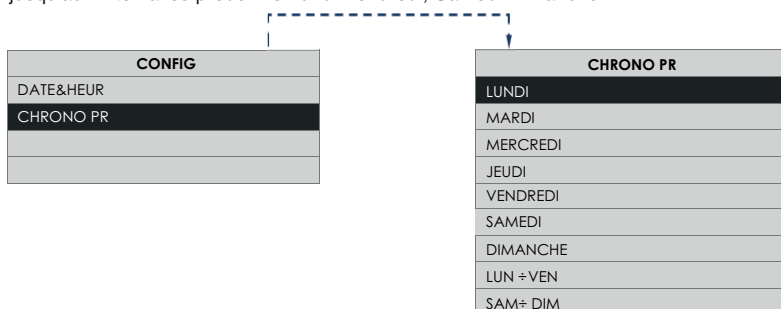 CONFIG
DATE&HEUR
CHRONO PR
CHRONO PR
LUNDI
MARDI
MERCREDI
JEUDI
VENDREDI
SAMEDI
DIMANCHE
LUN ÷VEN
SAM÷ DIM